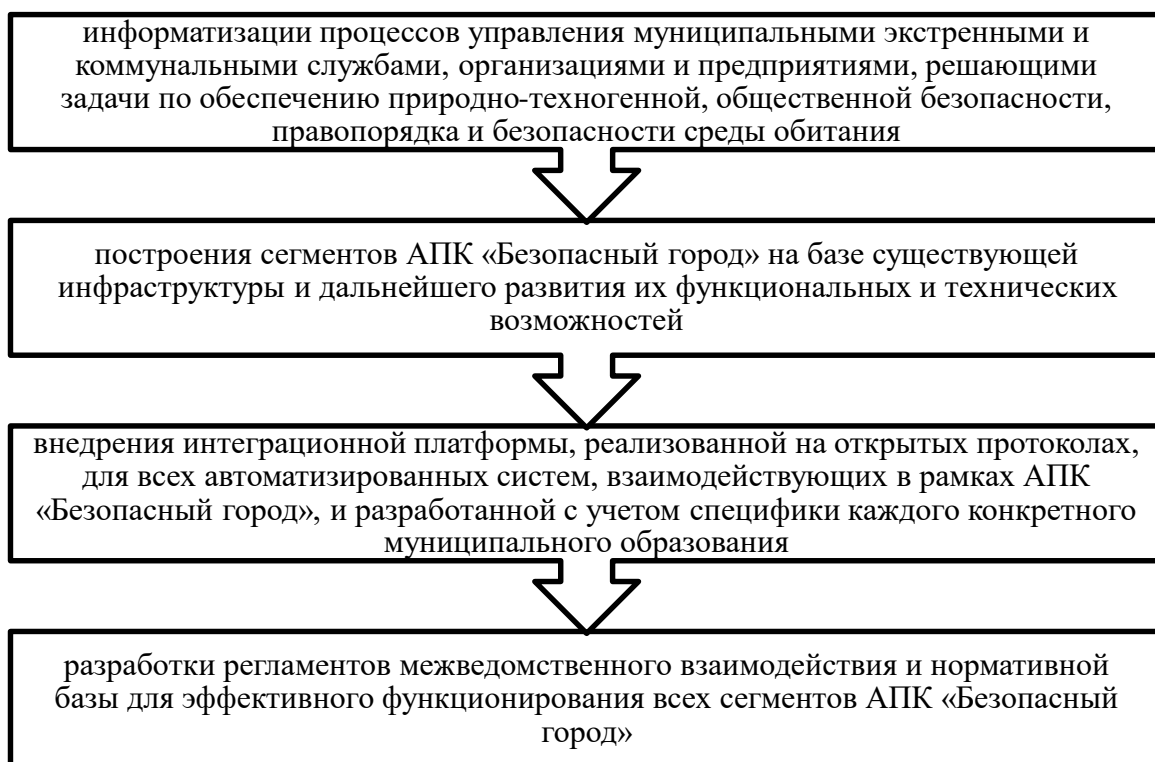 информатизации процессов управления муниципальными экстренными и
коммунальными службами, организациями и предприятиями, решающими
задачи по обеспечению природно-техногенной, общественной безопасности,
правопорядка и безопасности среды обитания
построения сегментов АПК «Безопасный город» на базе существующей
инфраструктуры и дальнейшего развития их функциональных и технических
возможностей
внедрения интеграционной платформы, реализованной на открытых протоколах,
для всех автоматизированных систем, взаимодействующих в рамках АПК
«Безопасный город», и разработанной с учетом специфики каждого конкретного
муниципального образования
разработки регламентов межведомственного взаимодействия и нормативной
базы для эффективного функционирования всех сегментов АПК «Безопасный
город»